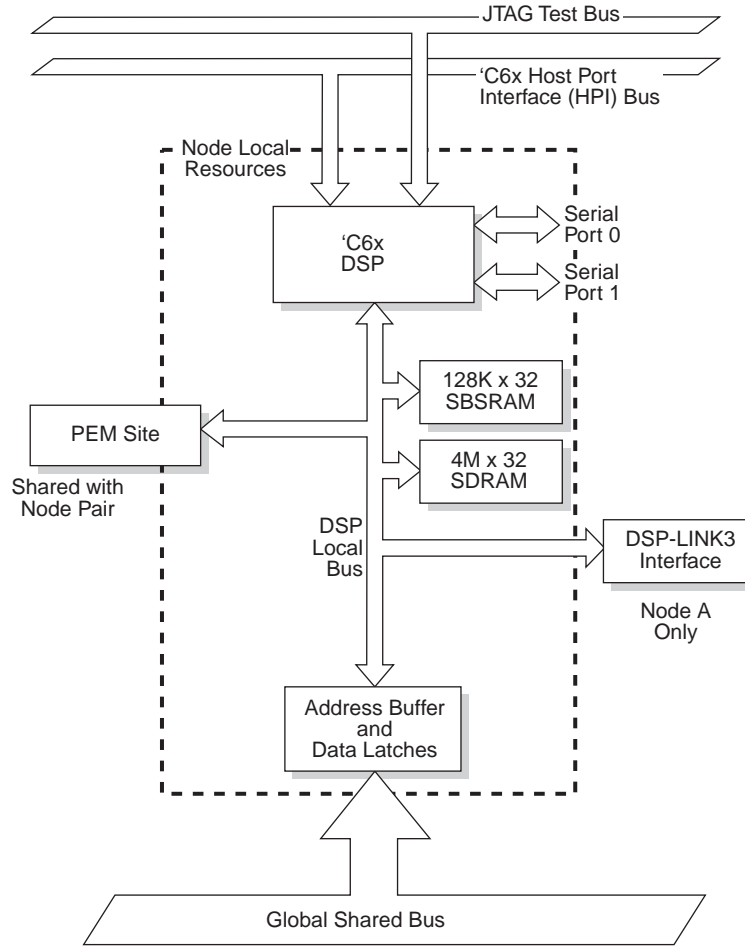 JTAG Test Bus
‘C6x Host Port
Interface (HPI) Bus
Node Local
Resources
‘C6x
DSP
Serial
Port 0
Serial
Port 1
128K x 32
SBSRAM
PEM Site
4M x 32
SDRAM
Shared with
Node Pair
DSP
Local
Bus
DSP-LINK3
Interface
Node A
Only
Address Buffer
and
Data Latches
Global Shared Bus